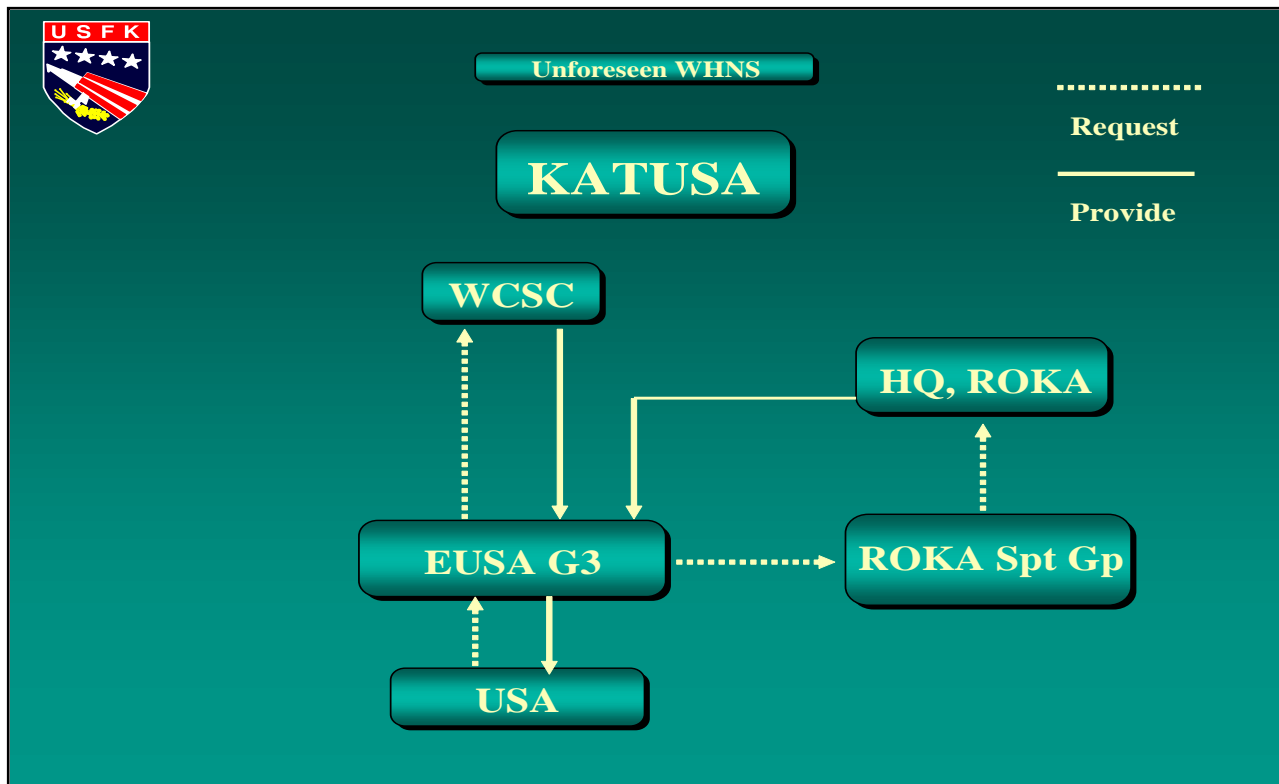 USFK
Unforeseen WHNS
Request
KATUSA
Provide
WCSC
HQ, ROKA
EUSA G3
ROKA Spt Gp
USA